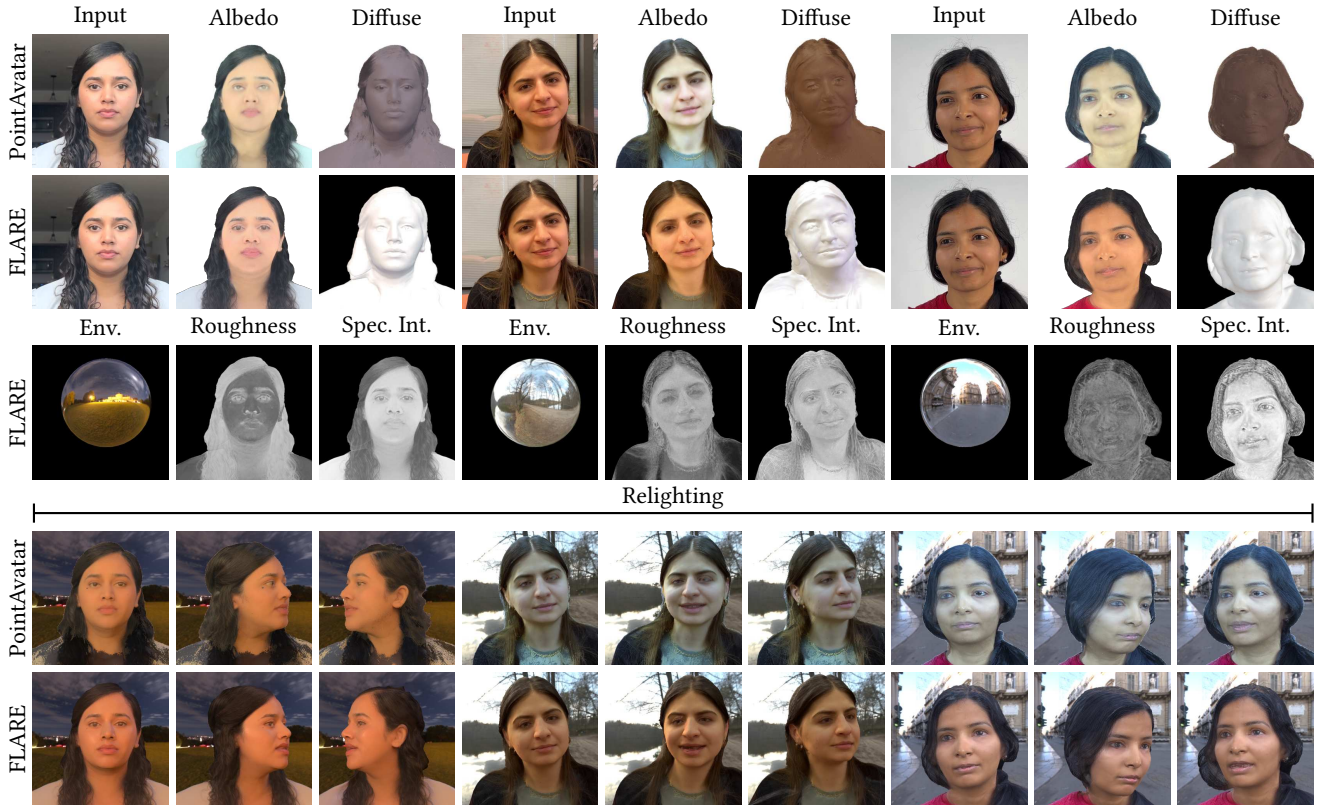 Input Albedo Diffuse Input Albedo Diffuse Input Albedo Diffuse
PointAvatar
FLARE
Env. Roughness Spec. Int. Env. Roughness Spec. Int. Env. Roughness Spec. Int.
FLARE
Relighting
PointAvatar
FLARE